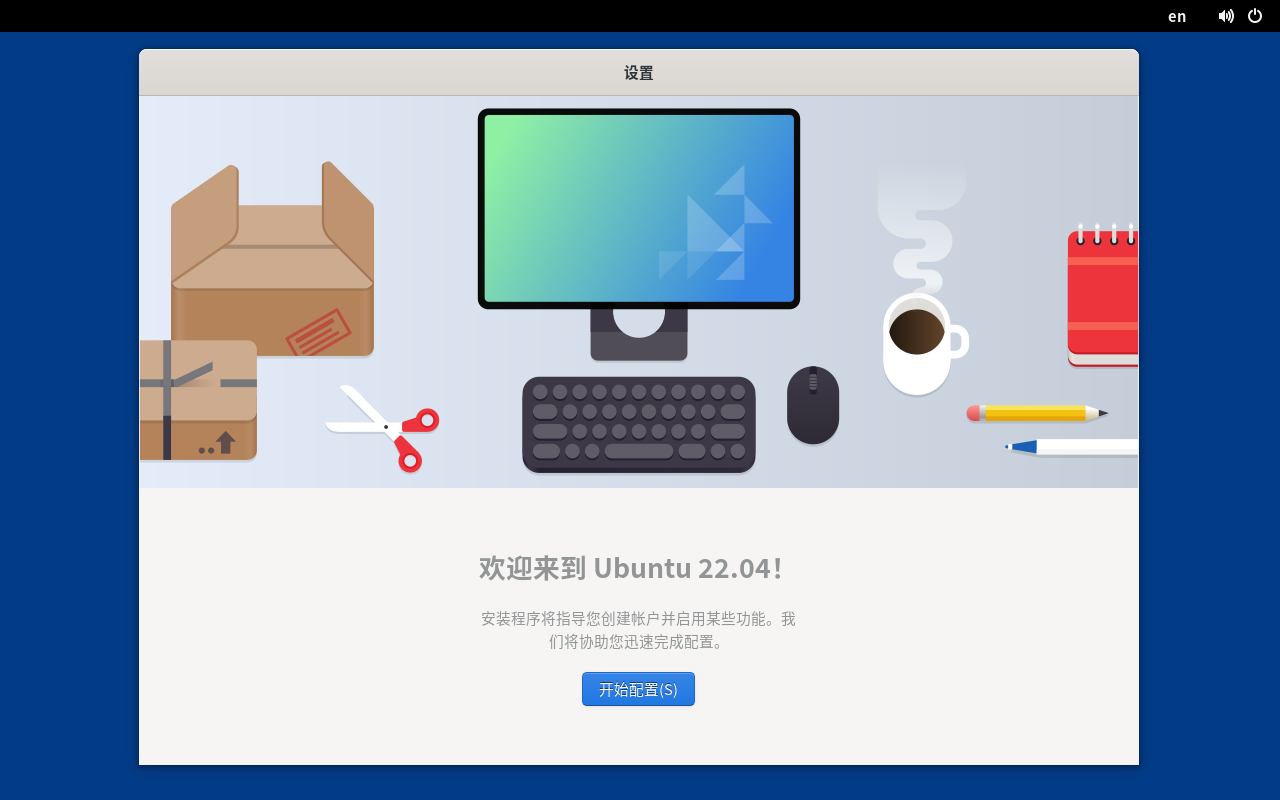 en
设置
欢迎来到 Ubuntu 22.04！
安装程序将指导您创建帐户并启用某些功能。我
们将协助您迅速完成配置。
开始配置(S)